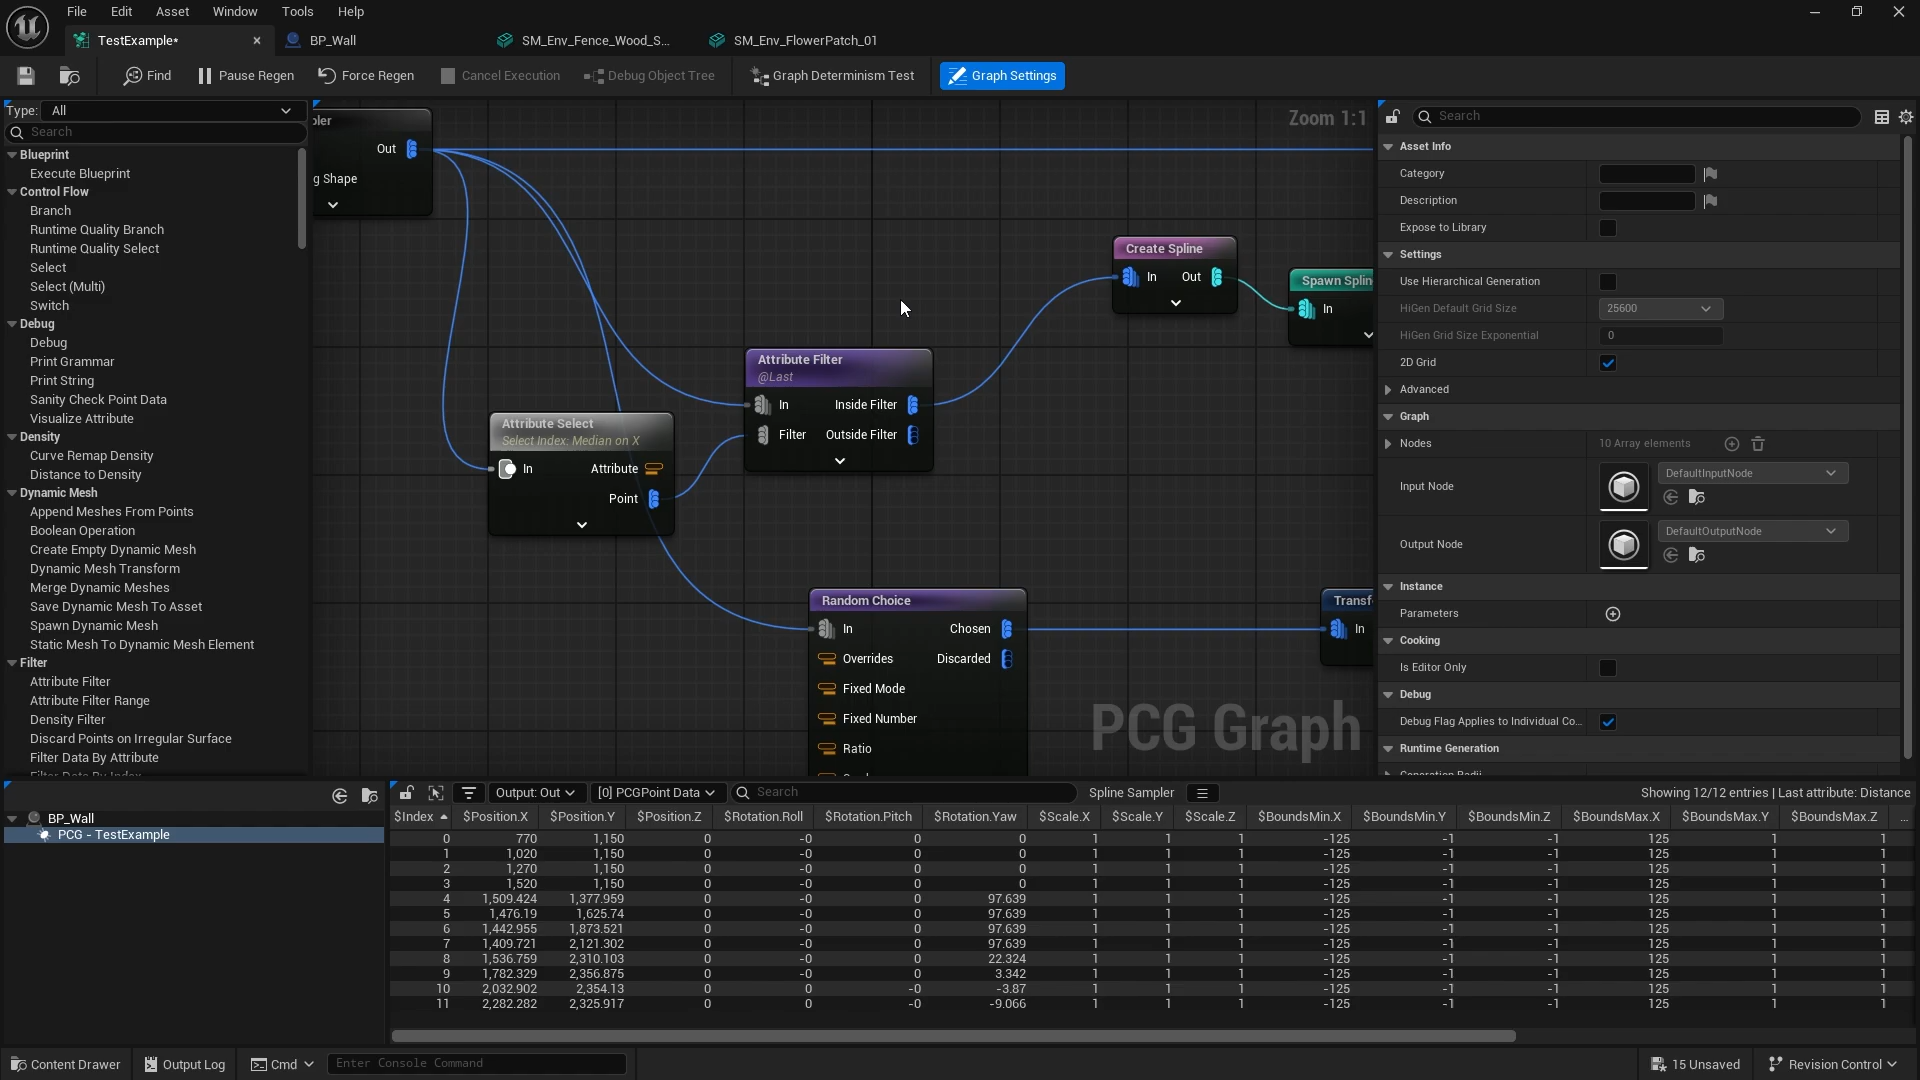 File Edit Asset Window Tools Help
TestExample* BP_Wall SM_Env_Fence_Wood_S... SM_Env_FlowerPatch_01
Find Pause Regen Force Regen Cancel Execution Debug Object Tree Graph Determinism Test Graph Settings
Type: All
Search
Blueprint
Execute Blueprint
Control Flow
Branch
Runtime Quality Branch
Runtime Quality Select
Select
Select (Multi)
Switch
Debug
Debug
Print Grammar
Print String
Sanity Check Point Data
Visualize Attribute
Density
Curve Remap Density
Distance to Density
Dynamic Mesh
Append Meshes From Points
Boolean Operation
Create Empty Dynamic Mesh
Dynamic Mesh Transform
Merge Dynamic Meshes
Save Dynamic Mesh To Asset
Spawn Dynamic Mesh
Static Mesh To Dynamic Mesh Element
Filter
Attribute Filter
Attribute Filter Range
Density Filter
Discard Points on Irregular Surface
Filter Data By Attribute
Filter Data By Index
Zoom 1:1
pler
Out
g Shape
Create Spline
In Out
Spawn Splin
In
Attribute Filter
@Last
In Inside Filter
Filter Outside Filter
Attribute Select
Select Index: Median on X
In Attribute
Point
Random Choice
In Chosen
Overrides Discarded
Fixed Mode
Fixed Number
Ratio
Transf
In
PCG Graph
Search
Asset Info
Category
Description
Expose to Library
Settings
Use Hierarchical Generation
HiGen Default Grid Size 25600
HiGen Grid Size Exponential 0
2D Grid
Advanced
Graph
Nodes 10 Array elements
Input Node DefaultInputNode
Output Node DefaultOutputNode
Instance
Parameters
Cooking
Is Editor Only
Debug
Debug Flag Applies to Individual Co...
Runtime Generation
Generation Radii
BP_Wall
PCG - TestExample
Output: Out [0] PCGPoint Data Search Spline Sampler Showing 12/12 entries | Last attribute: Distance
$Index $Position.X $Position.Y $Position.Z $Rotation.Roll $Rotation.Pitch $Rotation.Yaw $Scale.X $Scale.Y $Scale.Z $BoundsMin.X $BoundsMin.Y $BoundsMin.Z $BoundsMax.X $BoundsMax.Y $BoundsMax.Z ...
0 770 1,150 0 -0 0 0 1 1 1 -125 -1 -1 125 1 1
1 1,020 1,150 0 -0 0 0 1 1 1 -125 -1 -1 125 1 1
2 1,270 1,150 0 -0 0 0 1 1 1 -125 -1 -1 125 1 1
3 1,520 1,150 0 -0 0 0 1 1 1 -125 -1 -1 125 1 1
4 1,509.424 1,377.959 0 -0 0 97.639 1 1 1 -125 -1 -1 125 1 1
5 1,476.19 1,625.74 0 -0 0 97.639 1 1 1 -125 -1 -1 125 1 1
6 1,442.955 1,873.521 0 -0 0 97.639 1 1 1 -125 -1 -1 125 1 1
7 1,409.721 2,121.302 0 -0 0 97.639 1 1 1 -125 -1 -1 125 1 1
8 1,536.759 2,310.103 0 -0 0 22.324 1 1 1 -125 -1 -1 125 1 1
9 1,782.329 2,356.875 0 -0 0 3.342 1 1 1 -125 -1 -1 125 1 1
10 2,032.902 2,354.13 0 0 -0 -3.87 1 1 1 -125 -1 -1 125 1 1
11 2,282.282 2,325.917 0 0 -0 -9.066 1 1 1 -125 -1 -1 125 1 1
Content Drawer Output Log Cmd Enter Console Command 15 Unsaved Revision Control